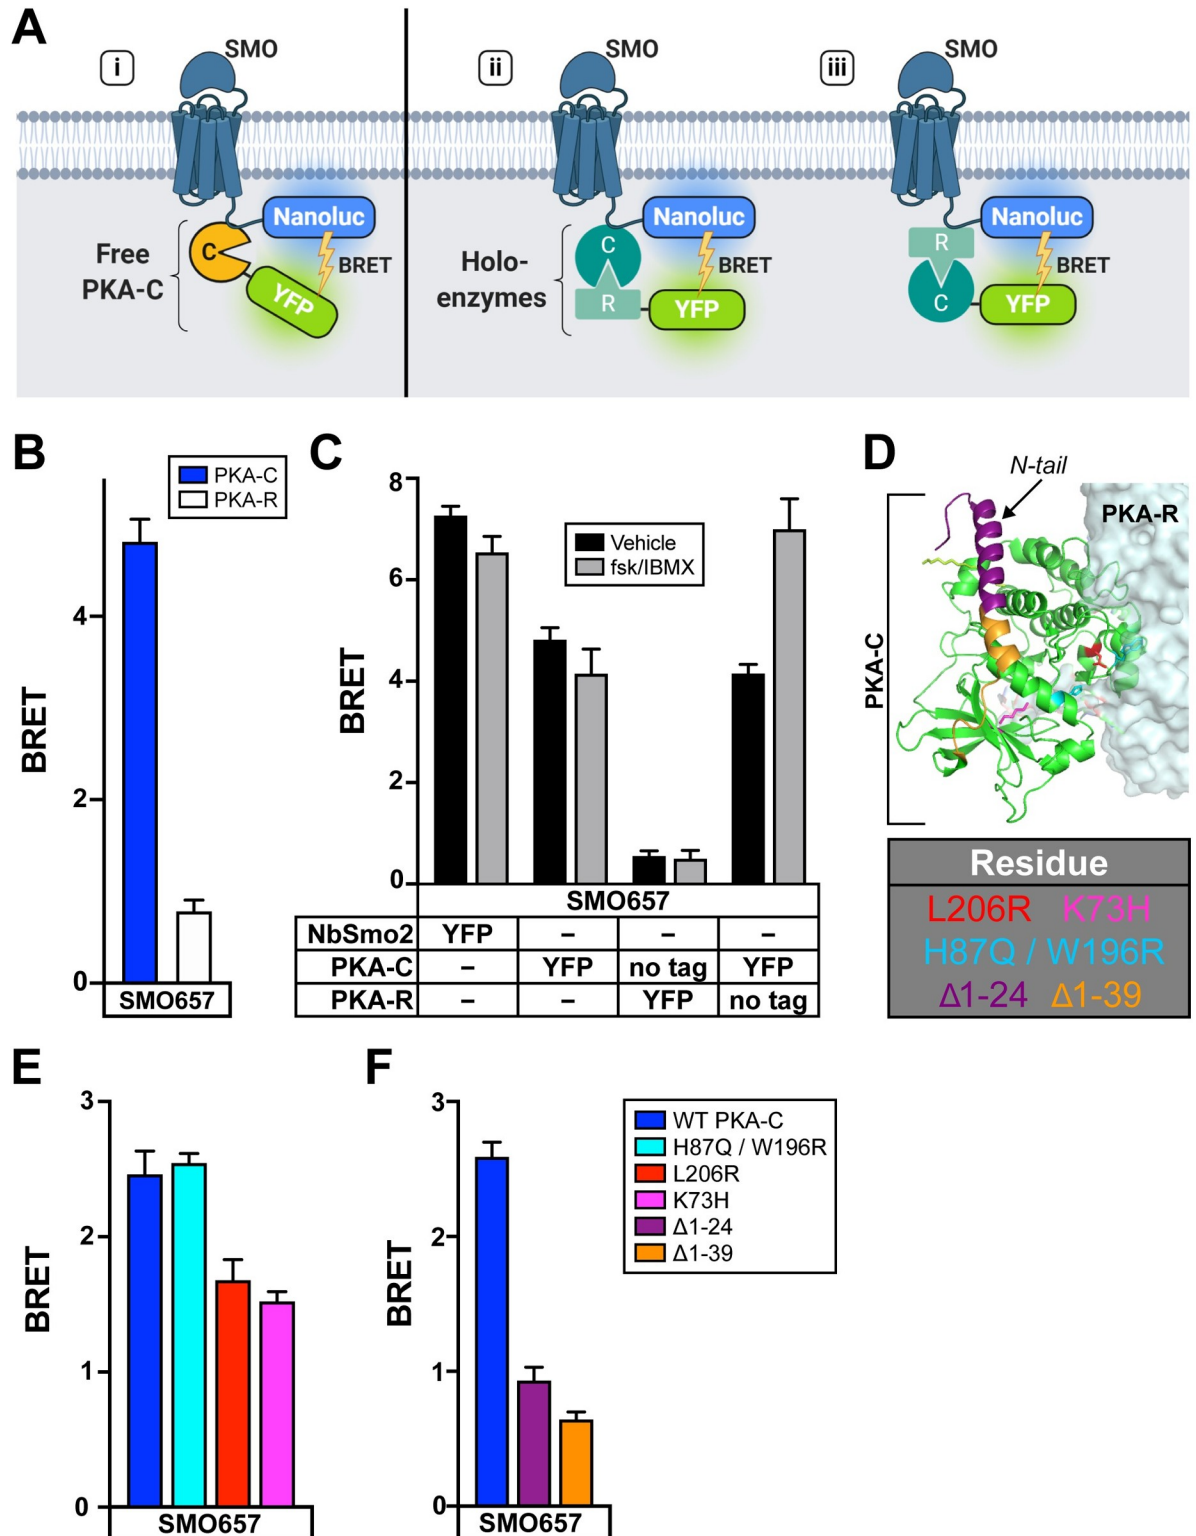 A
i
SMO
ii
SMO
iii
SMO
Nanoluc
Nanoluc
Nanoluc
C
C
R
Free
PKA-C
BRET
Holo-
enzymes
BRET
BRET
YFP
R
YFP
C
YFP
B
PKA-C
PKA-R
BRET
4
2
0
SMO657
C
Vehicle
fsk/IBMX
BRET
8
6
4
2
0
SMO657
NbSmo2 YFP – – –
PKA-C – YFP no tag YFP
PKA-R – – YFP no tag
D
N-tail
PKA-R
PKA-C
Residue
L206R K73H
H87Q / W196R
Δ1-24 Δ1-39
E
BRET
3
2
1
0
SMO657
F
BRET
3
2
1
0
SMO657
WT PKA-C
H87Q / W196R
L206R
K73H
Δ1-24
Δ1-39